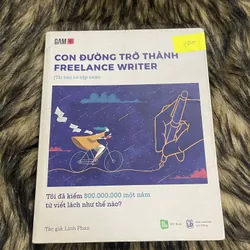 DAM
CON ĐƯỜNG TRỞ THÀNH
FREELANCE WRITER
Tôi đã kiếm 800.000.000 một năm
từ viết lách như thế nào?
Tác giả: Linh Phan